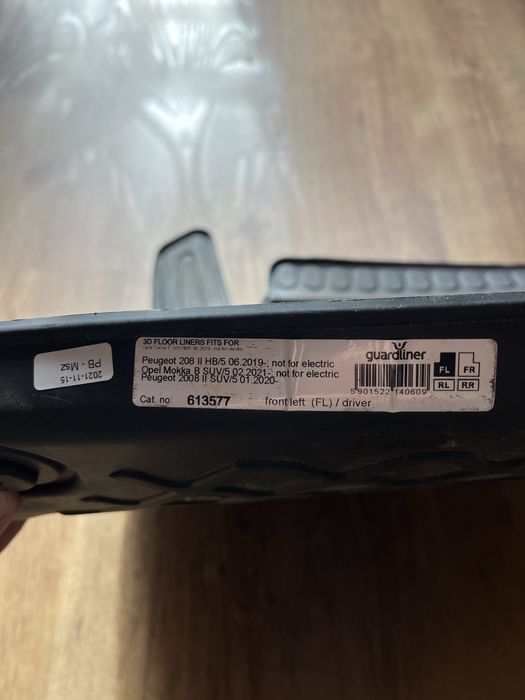 3D FLOOR LINERS FITS FOR
Peugeot 208 II HB/5 06.2019-; not for electric
Opel Mokka B SUV/5 02.2021-; not for electric
Peugeot 2008 II SUV/5 01.2020-
Cat. no: 613577 front left (FL) / driver
guardliner
5901522140609
FL FR
RL RR
2021-11-15
PB - Msz